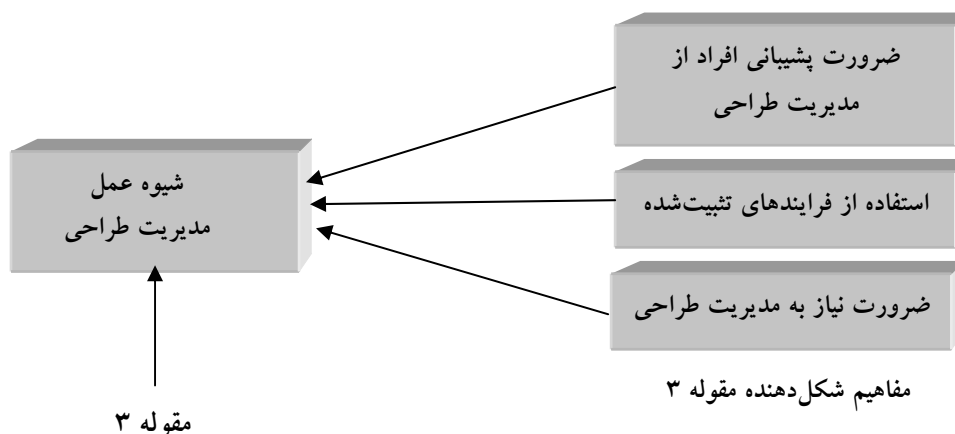 ضرورت پشیبانی افراد از
مدیریت طراحی
استفاده از فرایندهای تثبیت‌شده
ضرورت نیاز به مدیریت طراحی
مفاهیم شکل‌دهنده مقوله ۳
شیوه عمل
مدیریت طراحی
مقوله ۳